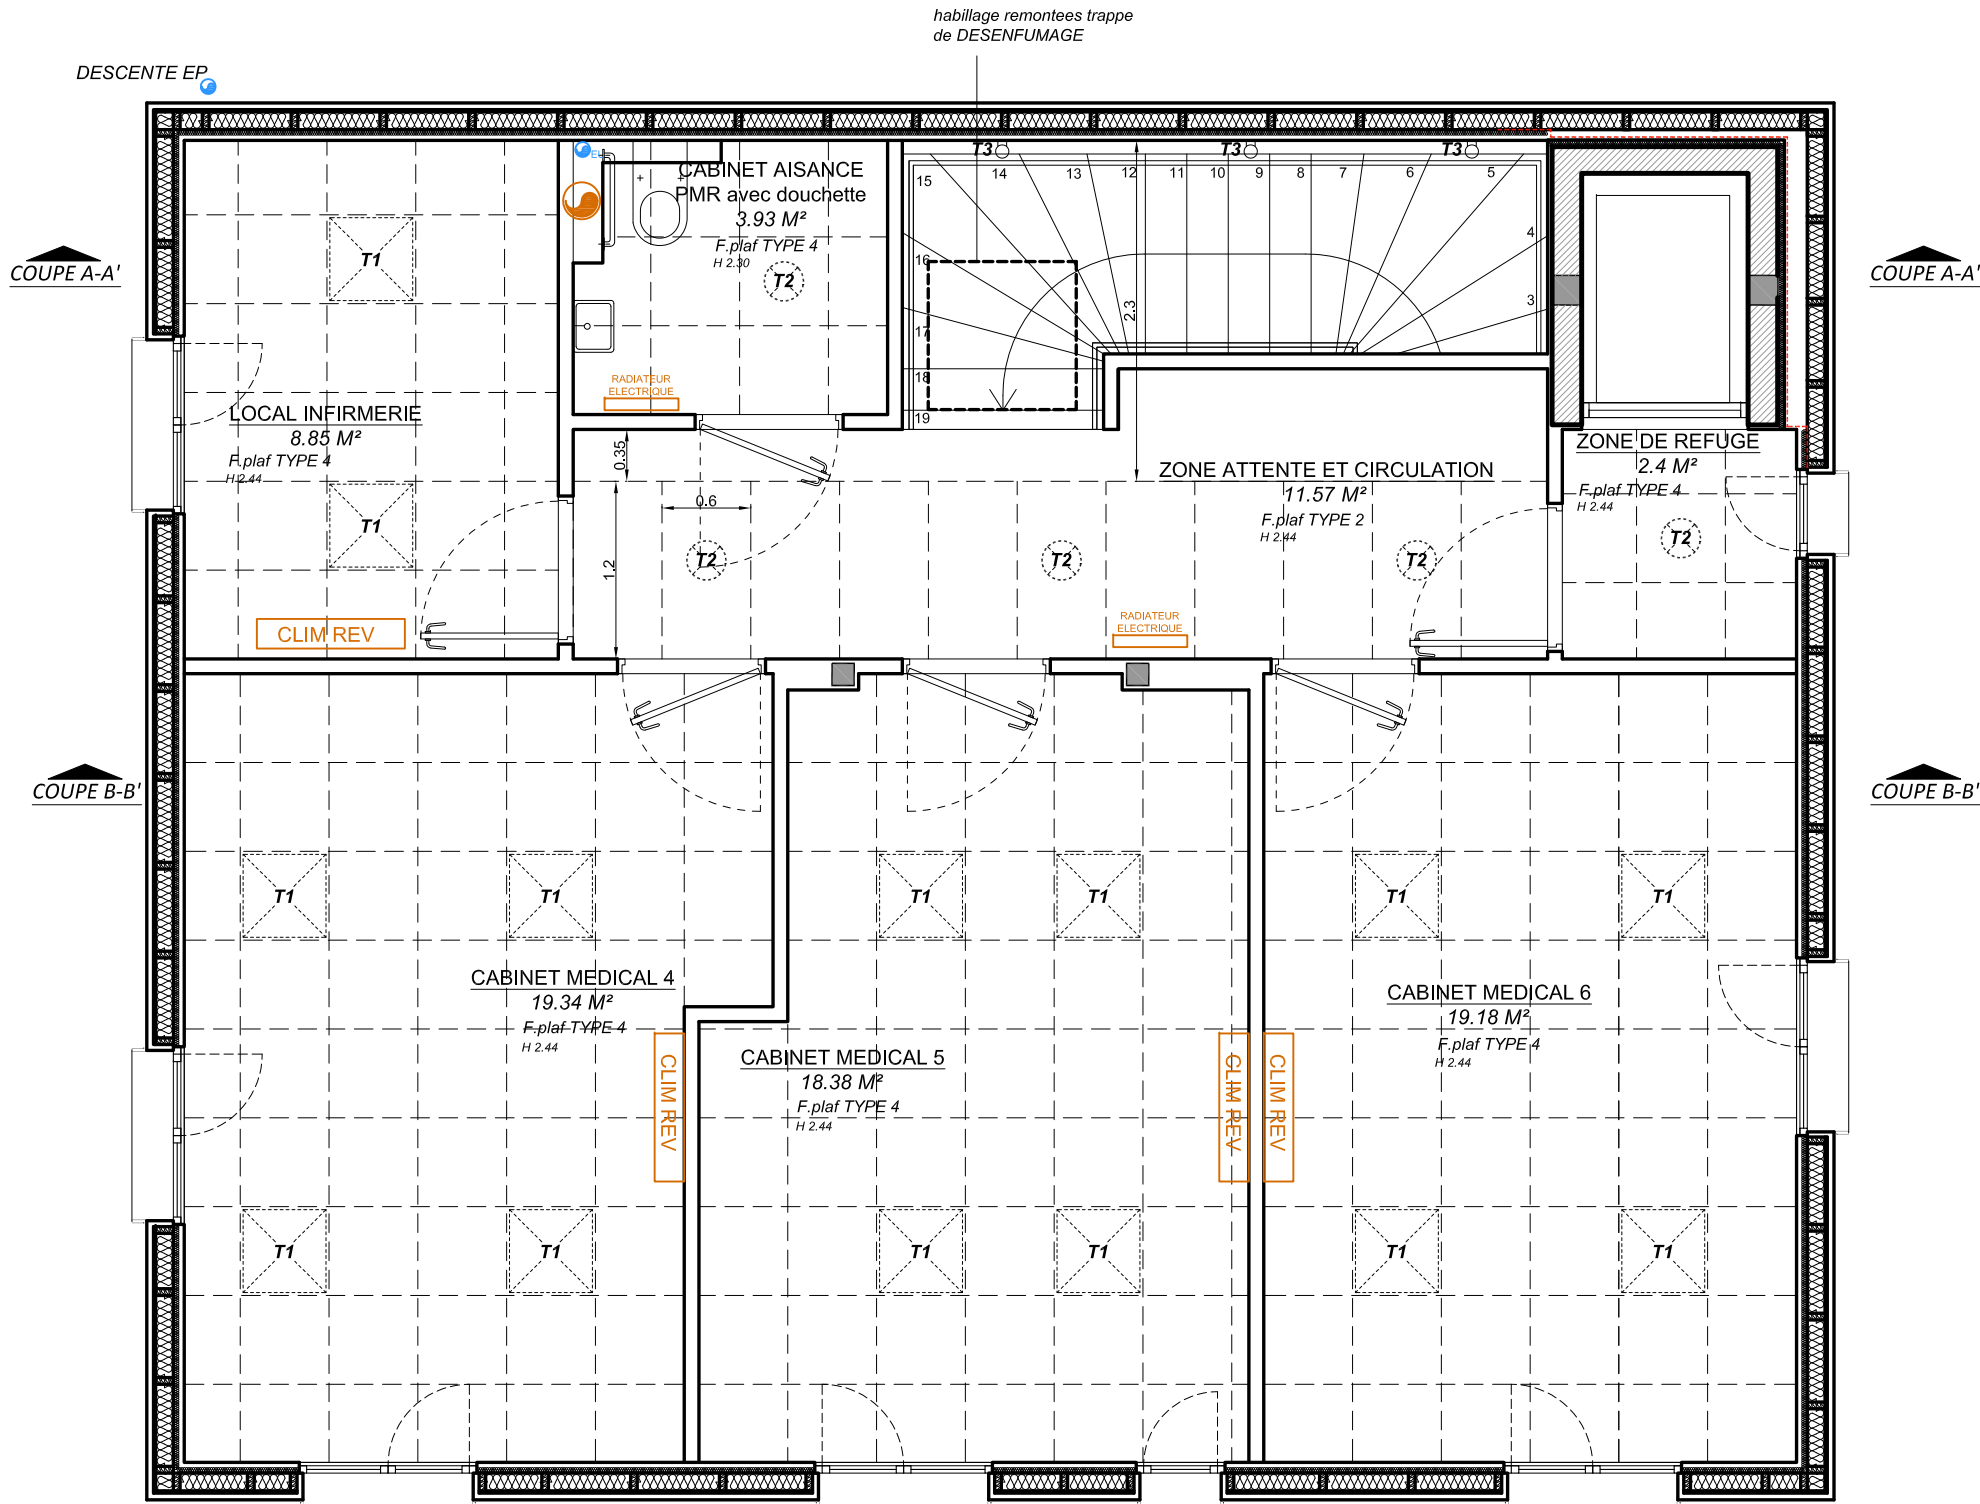 habillage remontees trappe
de DESENFUMAGE
DESCENTE EP
COUPE A-A'
COUPE A-A'
COUPE B-B'
COUPE B-B'
T1
LOCAL INFIRMERIE
8.85 M²
F.plaf TYPE 4
H 2.44
T1
CLIM REV
EU
CABINET AISANCE
PMR avec douchette
3.93 M²
F.plaf TYPE 4
H 2.30
T2
RADIATEUR
ELECTRIQUE
T3
T3
T3
15
14
13
12
11
10
9
8
7
6
5
4
3
16
17
18
19
2.3
0.35
0.6
1.2
ZONE ATTENTE ET CIRCULATION
11.57 M²
F.plaf TYPE 2
H 2.44
T2
T2
T2
RADIATEUR
ELECTRIQUE
ZONE DE REFUGE
2.4 M²
F.plaf TYPE 4
H 2.44
T2
T1
T1
CABINET MEDICAL 4
19.34 M²
F.plaf TYPE 4
H 2.44
CLIM REV
T1
T1
T1
T1
CABINET MEDICAL 5
18.38 M²
F.plaf TYPE 4
H 2.44
CLIM REV
T1
T1
T1
T1
CABINET MEDICAL 6
19.18 M²
F.plaf TYPE 4
H 2.44
CLIM REV
T1
T1